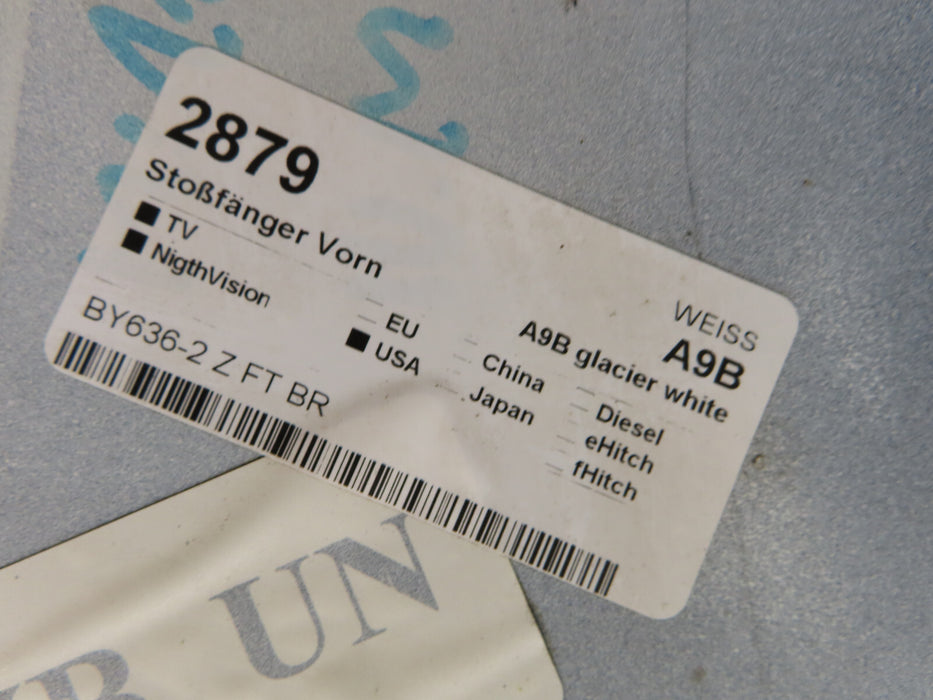 2879
Stoßfänger Vorn
TV
NigthVision
BY636-2 Z FT BR
EU
USA
China
Japan
WEISS
A9B
A9B glacier white
Diesel
eHitch
fHitch
UN